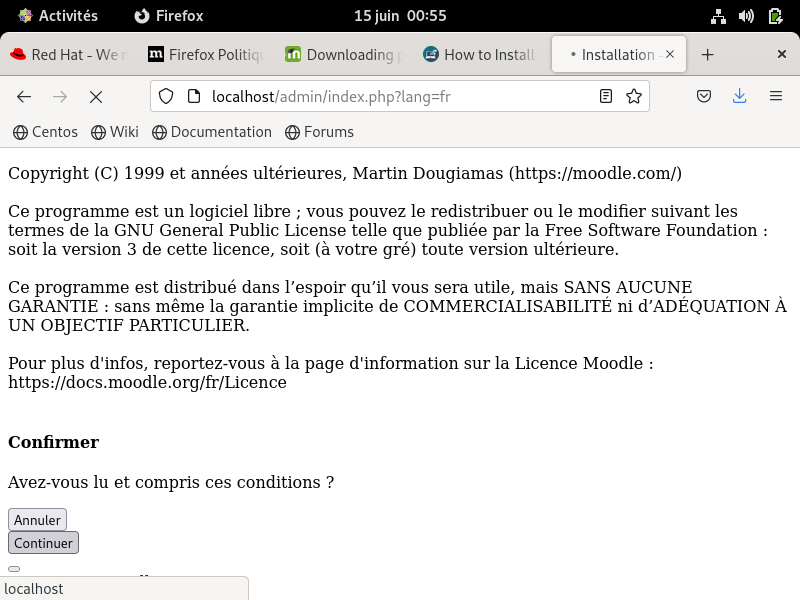 Activités
Firefox
15 juin 00:55
Red Hat - We
Firefox Politiq
Downloading
How to Install
Installation
localhost/admin/index.php?lang=fr
Centos
Wiki
Documentation
Forums
Copyright (C) 1999 et années ultérieures, Martin Dougiamas (https://moodle.com/)
Ce programme est un logiciel libre ; vous pouvez le redistribuer ou le modifier suivant les
termes de la GNU General Public License telle que publiée par la Free Software Foundation :
soit la version 3 de cette licence, soit (à votre gré) toute version ultérieure.
Ce programme est distribué dans l’espoir qu’il vous sera utile, mais SANS AUCUNE
GARANTIE : sans même la garantie implicite de COMMERCIALISABILITÉ ni d’ADÉQUATION À
UN OBJECTIF PARTICULIER.
Pour plus d'infos, reportez-vous à la page d'information sur la Licence Moodle :
https://docs.moodle.org/fr/Licence
Confirmer
Avez-vous lu et compris ces conditions ?
Annuler
Continuer
localhost